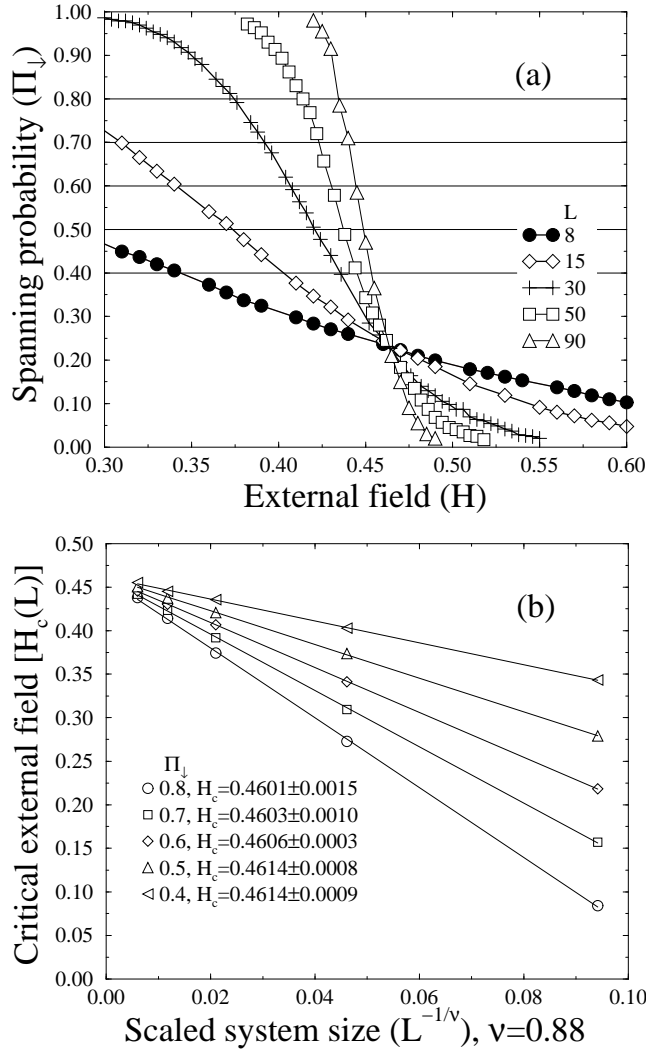 1.00
0.90
0.80
0.70
0.60
0.50
0.40
0.30
0.20
0.10
0.00
Spanning probability (Π↓)
(a)
L
8
15
30
50
90
0.30 0.35 0.40 0.45 0.50 0.55 0.60
External field (H)
0.50
0.45
0.40
0.35
0.30
0.25
0.20
0.15
0.10
0.05
0.00
Critical external field [H_c(L)]
(b)
Π↓
0.8, H_c=0.4601±0.0015
0.7, H_c=0.4603±0.0010
0.6, H_c=0.4606±0.0003
0.5, H_c=0.4614±0.0008
0.4, H_c=0.4614±0.0009
0.00 0.02 0.04 0.06 0.08 0.10
Scaled system size (L^{-1/ν}), ν=0.88